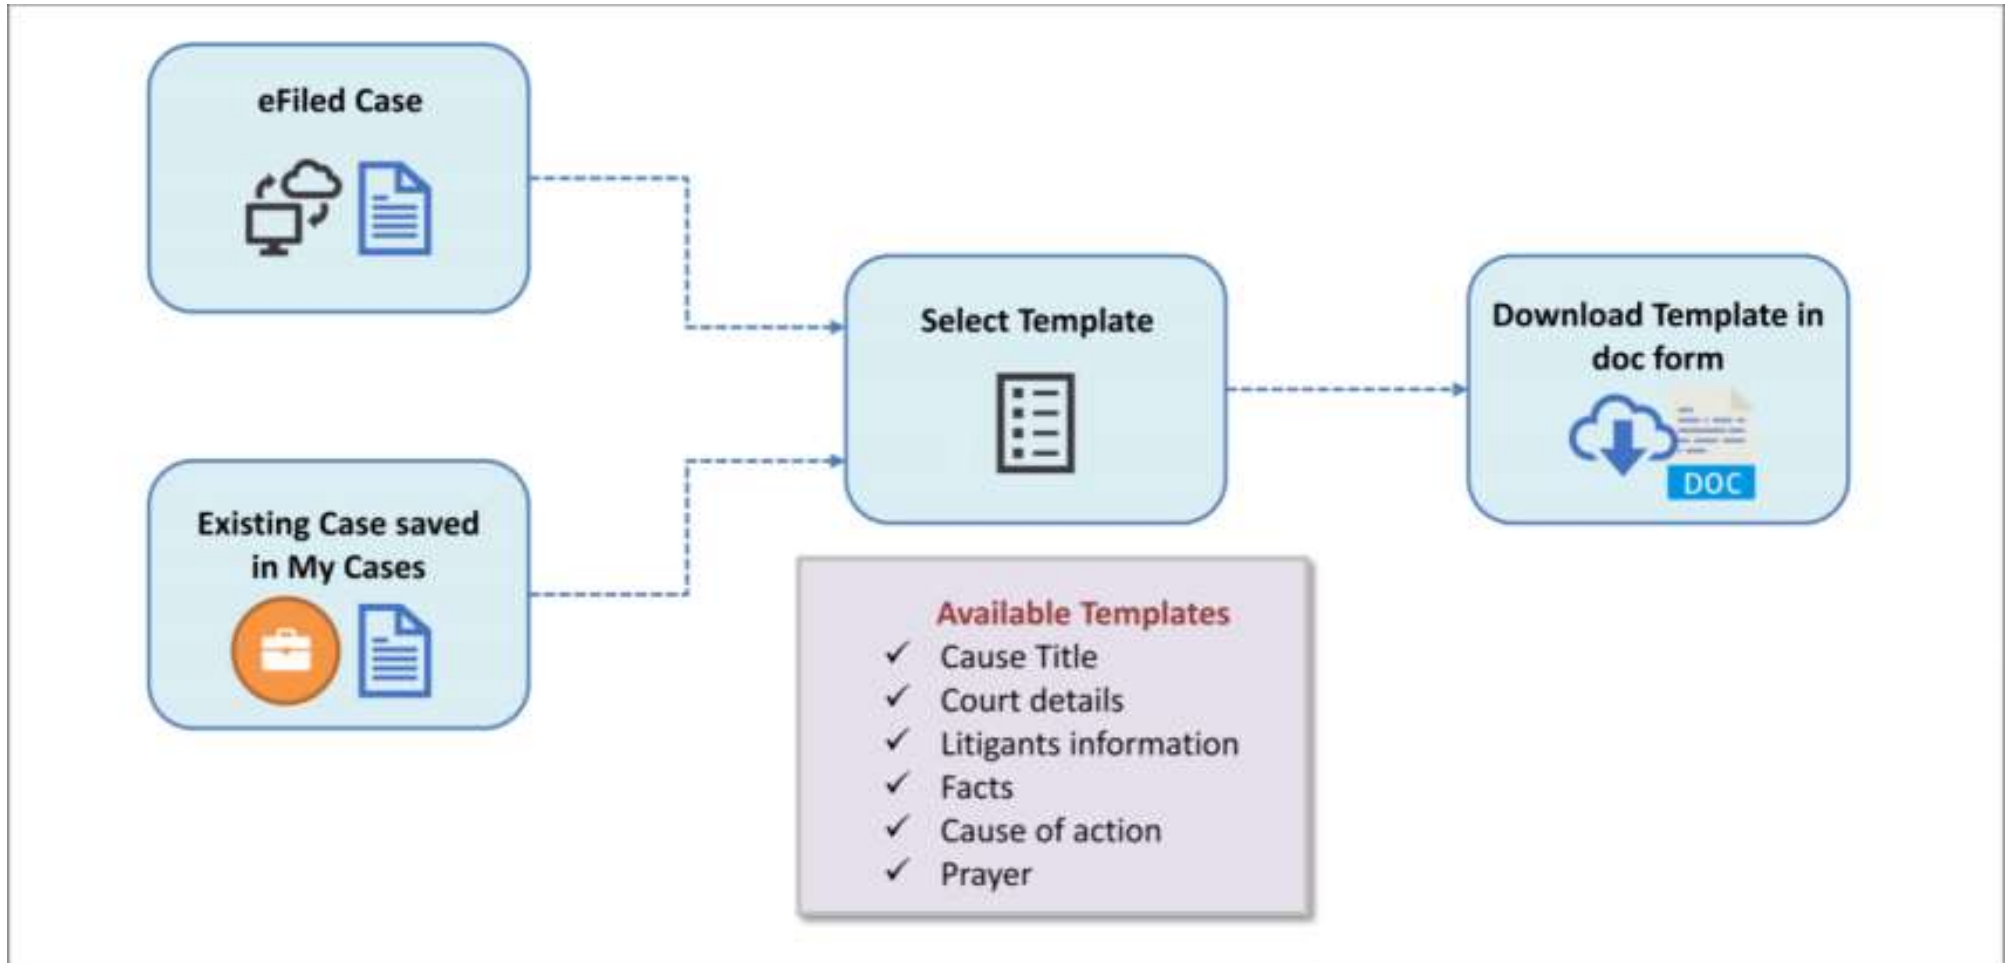 eFiled Case
Existing Case saved
in My Cases
Select Template
Available Templates
✓ Cause Title
✓ Court details
✓ Litigants information
✓ Facts
✓ Cause of action
✓ Prayer
Download Template in
doc form
DOC